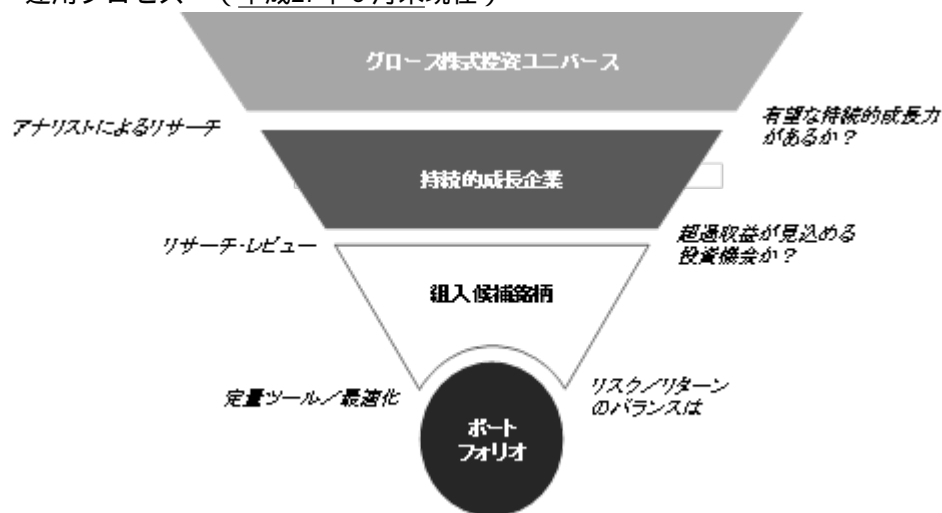 運用プロセス (平成27年6月末現在)
グロース株式投資ユニバース
アナリストによるリサーチ
有望な持続的成長力
があるか?
持続的成長企業
リサーチ・レビュー
超過収益が見込める
投資機会か?
組入候補銘柄
定量ツール/最適化
リスク/リターン
のバランスは
ポート
フォリオ